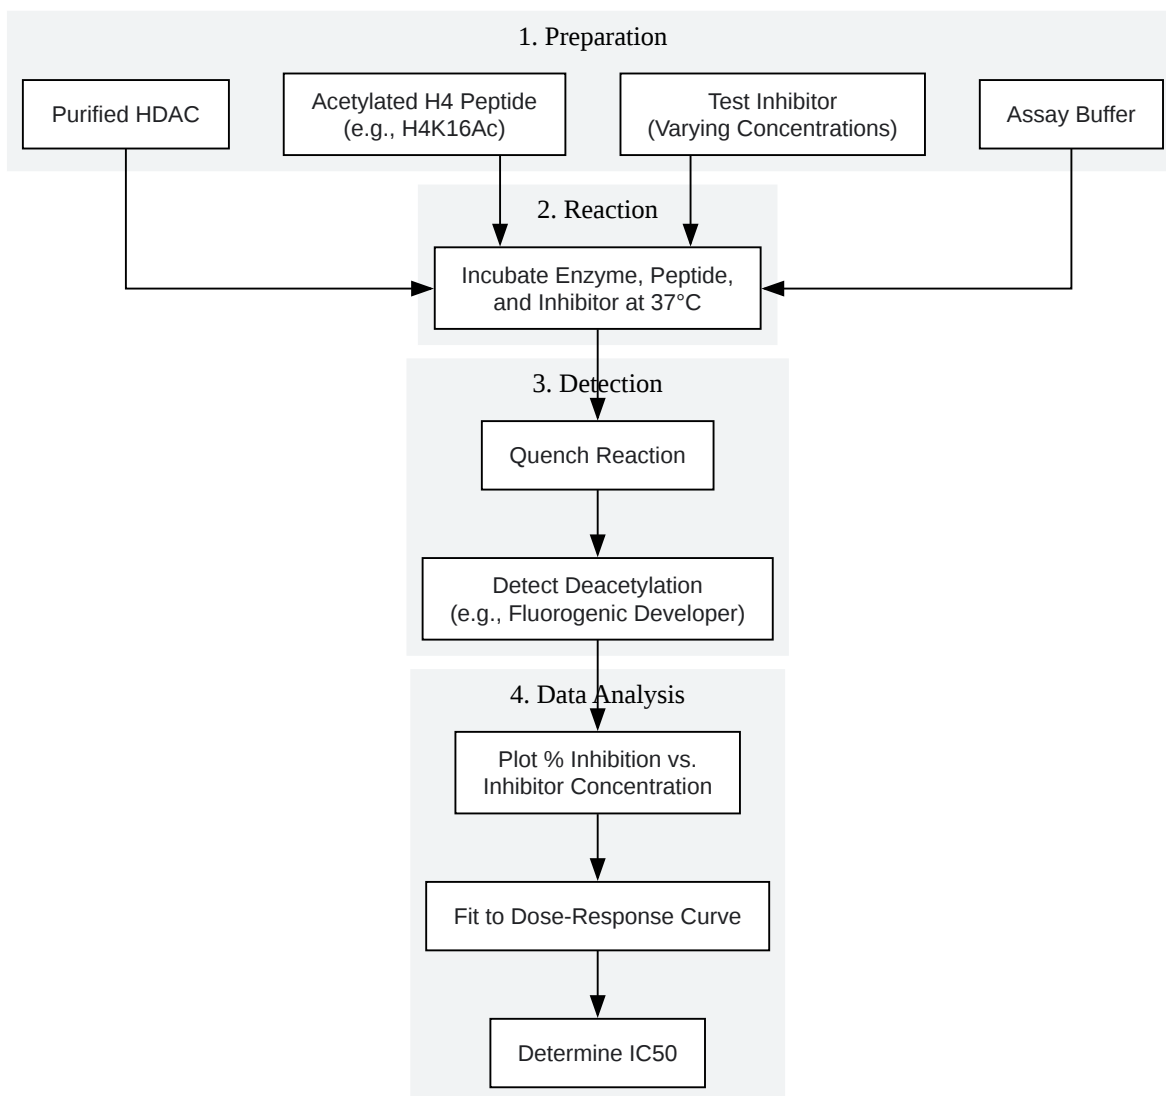 1. Preparation
Purified HDAC
Acetylated H4 Peptide
(e.g., H4K16Ac)
Test Inhibitor
(Varying Concentrations)
Assay Buffer
2. Reaction
Incubate Enzyme, Peptide,
and Inhibitor at 37°C
3. Detection
Quench Reaction
Detect Deacetylation
(e.g., Fluorogenic Developer)
4. Data Analysis
Plot % Inhibition vs.
Inhibitor Concentration
Fit to Dose-Response Curve
Determine IC50